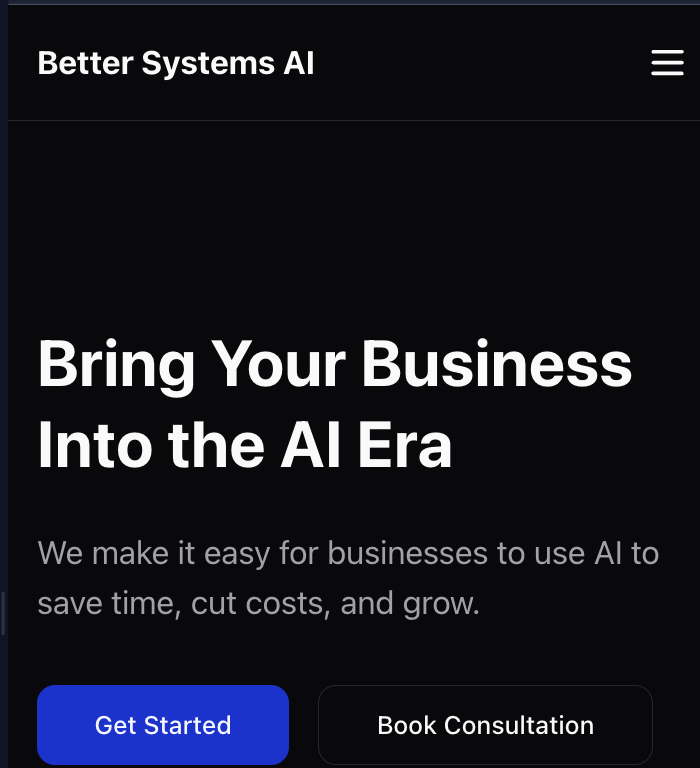 Better Systems AI
Bring Your Business
Into the AI Era
We make it easy for businesses to use AI to
save time, cut costs, and grow.
Get Started
Book Consultation